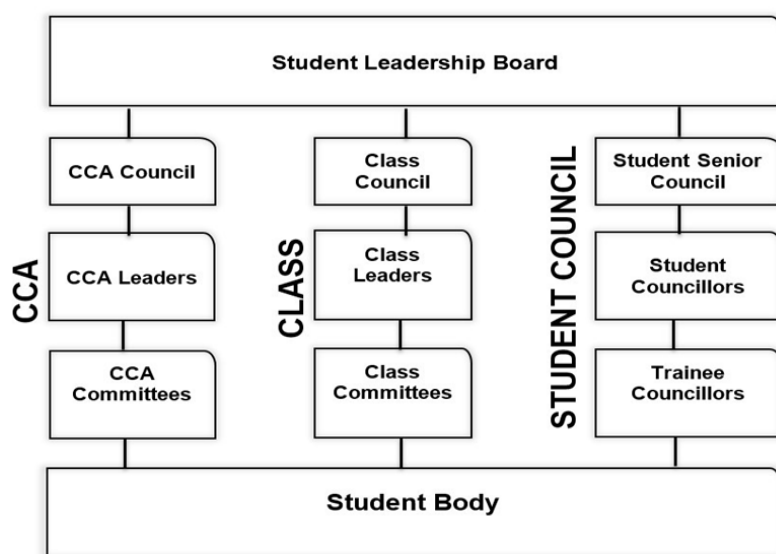 Student Leadership Board
CCA
CCA Council
CCA Leaders
CCA
Committees
CLASS
Class
Council
Class
Leaders
Class
Committees
STUDENT COUNCIL
Student Senior
Council
Student
Councillors
Trainee
Councillors
Student Body